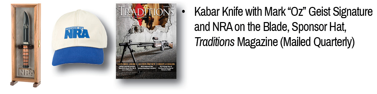 NRA
TRADITIONS
• Kabar Knife with Mark “Oz” Geist Signature
and NRA on the Blade, Sponsor Hat,
Traditions Magazine (Mailed Quarterly)